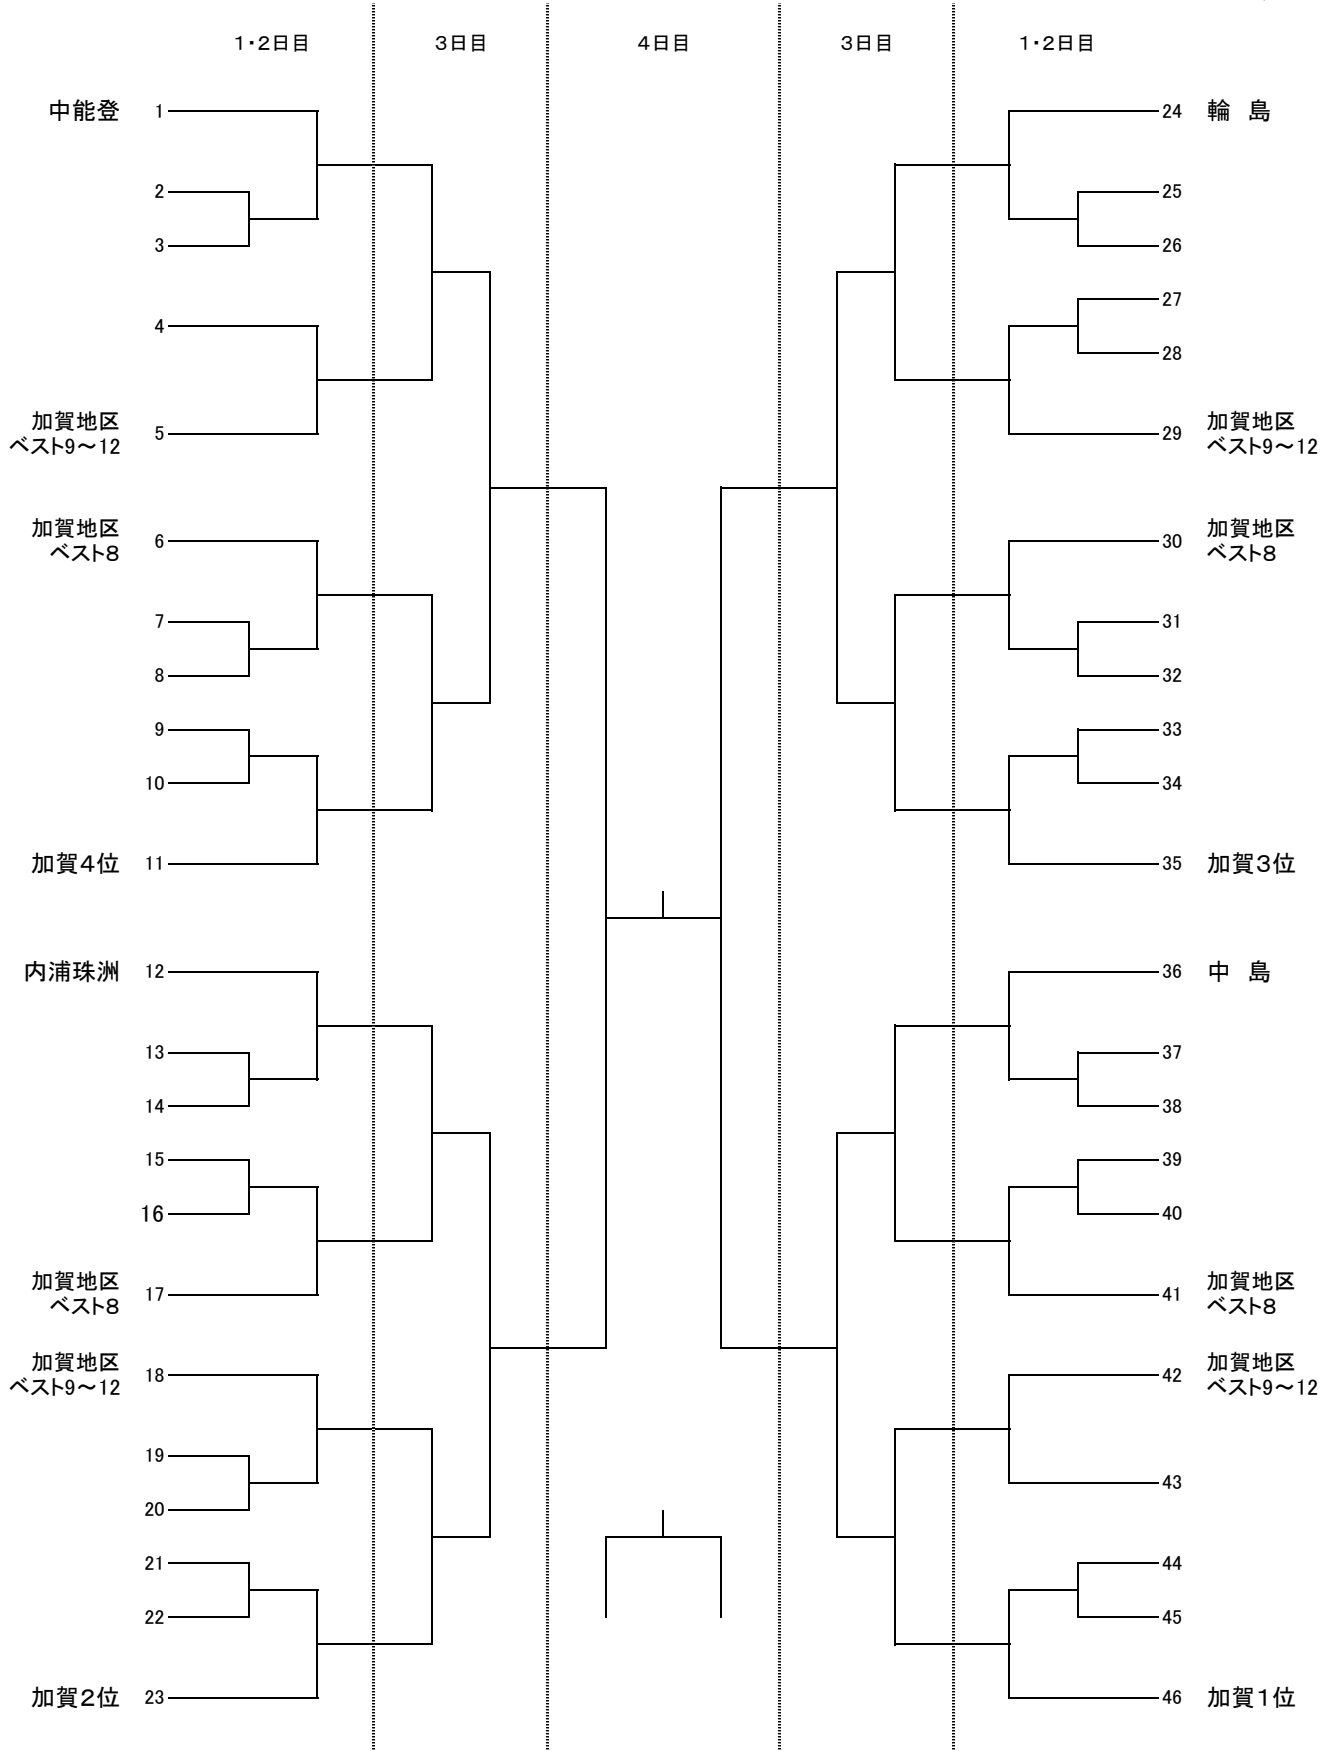 1・2日目 3日目 4日目 3日目 1・2日目
中能登 1
2
3
4
加賀地区
ベスト9～12 5
加賀地区
ベスト8 6
7
8
9
10
加賀4位 11
内浦珠洲 12
13
14
15
16
加賀地区
ベスト8 17
加賀地区
ベスト9～12 18
19
20
21
22
加賀2位 23
24 輪 島
25
26
27
28
29 加賀地区
ベスト9～12
30 加賀地区
ベスト8
31
32
33
34
35 加賀3位
36 中 島
37
38
39
40
41 加賀地区
ベスト8
42 加賀地区
ベスト9～12
43
44
45
46 加賀1位